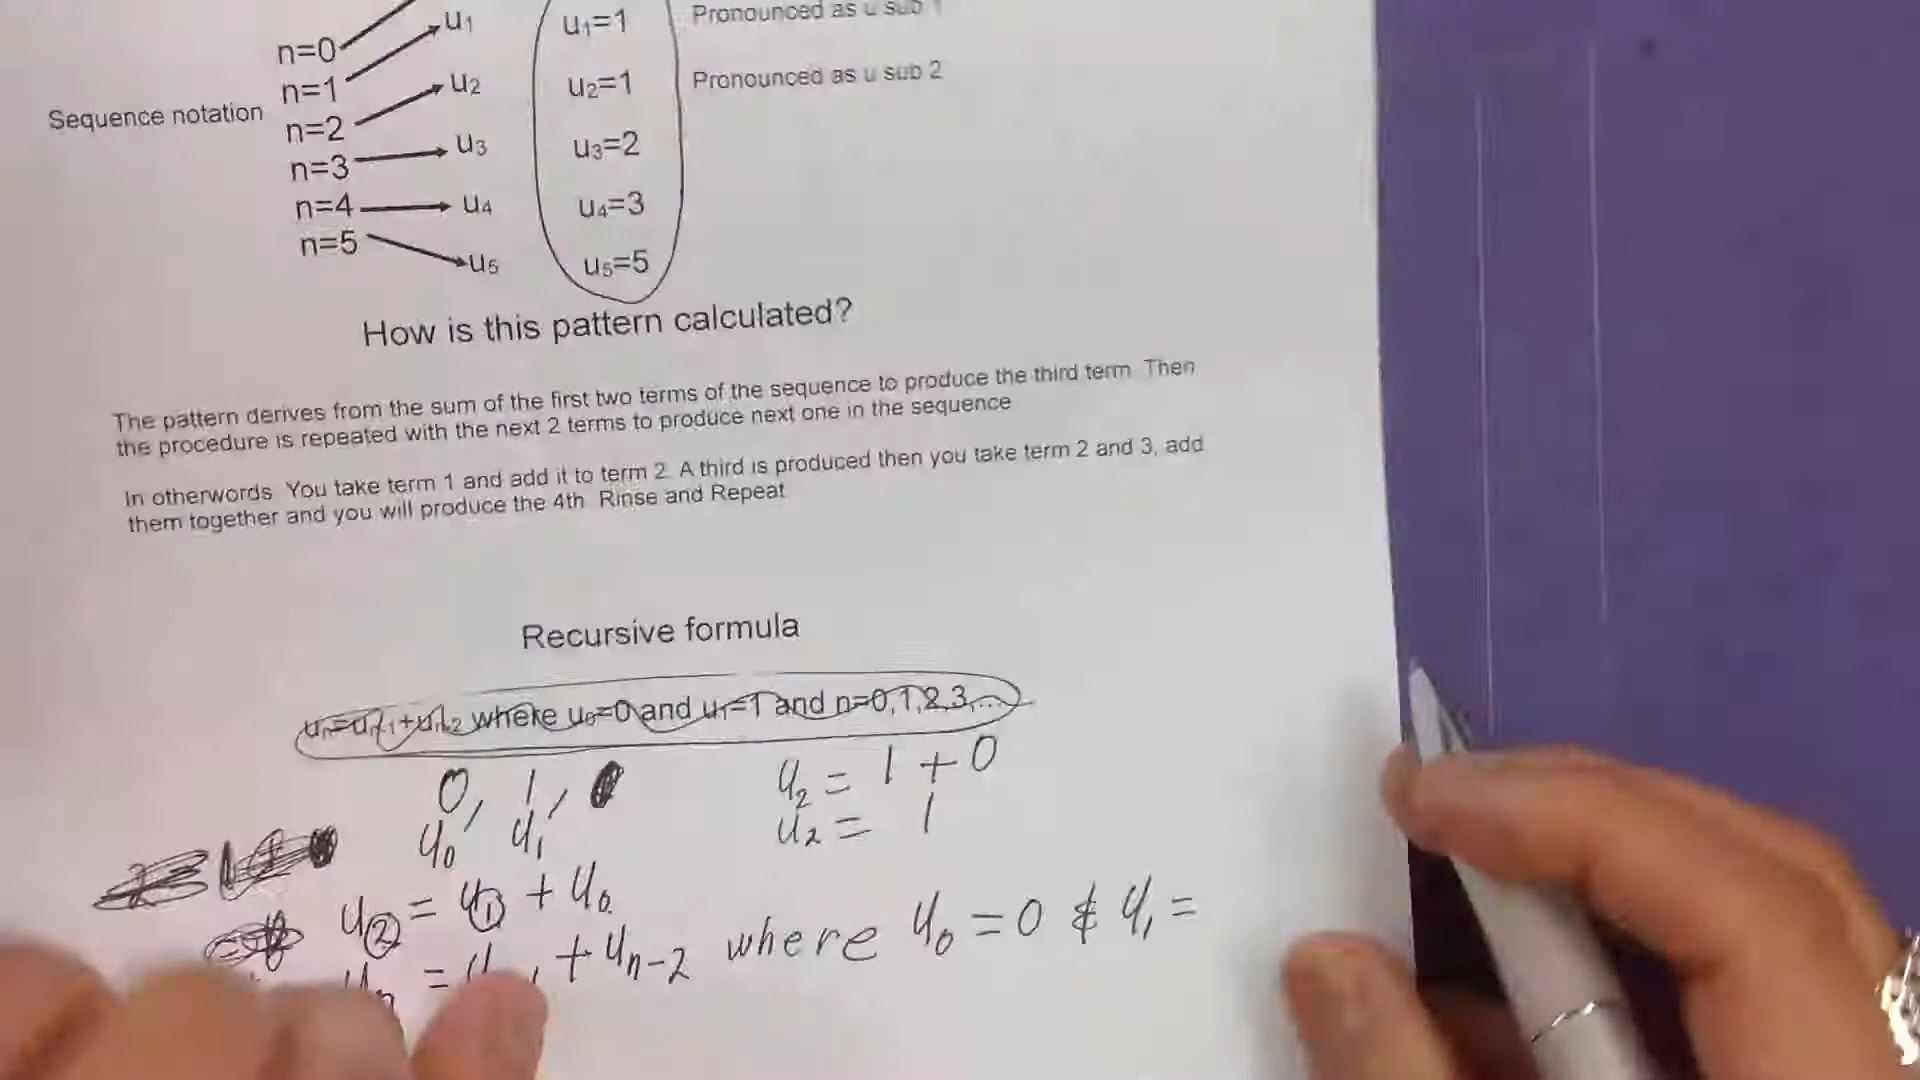 n=0 u1 u1=1 Pronounced as u sub 1
n=1
u2 u2=1 Pronounced as u sub 2
Sequence notation n=2
n=3 u3 u3=2
n=4 u4 u4=3
n=5 u5 u5=5
How is this pattern calculated?
The pattern derives from the sum of the first two terms of the sequence to produce the third term. Then
the procedure is repeated with the next 2 terms to produce next one in the sequence
In otherwords. You take term 1 and add it to term 2. A third is produced then you take term 2 and 3, add
them together and you will produce the 4th. Rinse and Repeat
Recursive formula
un=un-1+un-2 where u0=0 and u1=1 and n=0,1,2,3,...
0, 1, u2 = 1 + 0
u0 u1 u2 = 1
u2 = u1 + u0
un = u + un-2 where u0 = 0 & u1 =